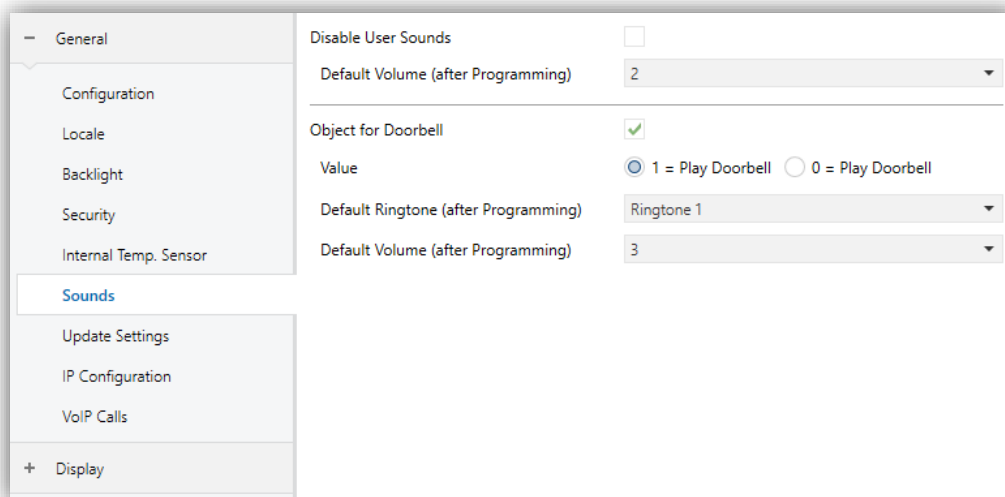 General
Configuration
Locale
Backlight
Security
Internal Temp. Sensor
Sounds
Update Settings
IP Configuration
VoIP Calls
Display
Disable User Sounds
Default Volume (after Programming) 2
Object for Doorbell
Value 1 = Play Doorbell 0 = Play Doorbell
Default Ringtone (after Programming) Ringtone 1
Default Volume (after Programming) 3